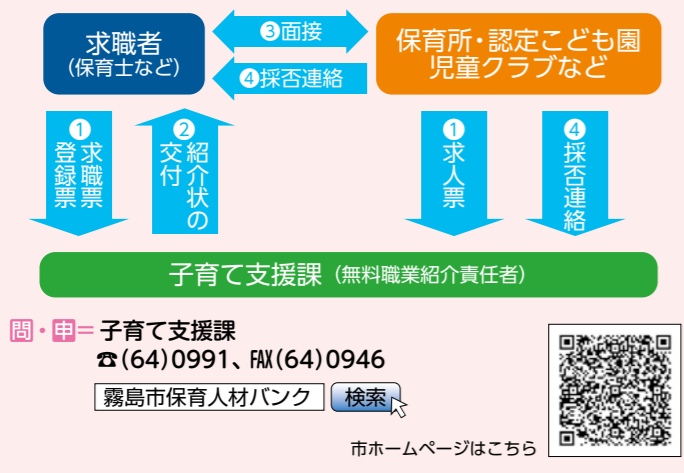 求職者
(保育士など)
❸面接
❹採否連絡
保育所・認定こども園
児童クラブなど
❶求職票
登録票
❷紹介状の
交付
❶求人票
❹採否連絡
子育て支援課（無料職業紹介責任者）
問・申＝子育て支援課
☎(64)0991、FAX(64)0946
霧島市保育人材バンク 検索
市ホームページはこちら